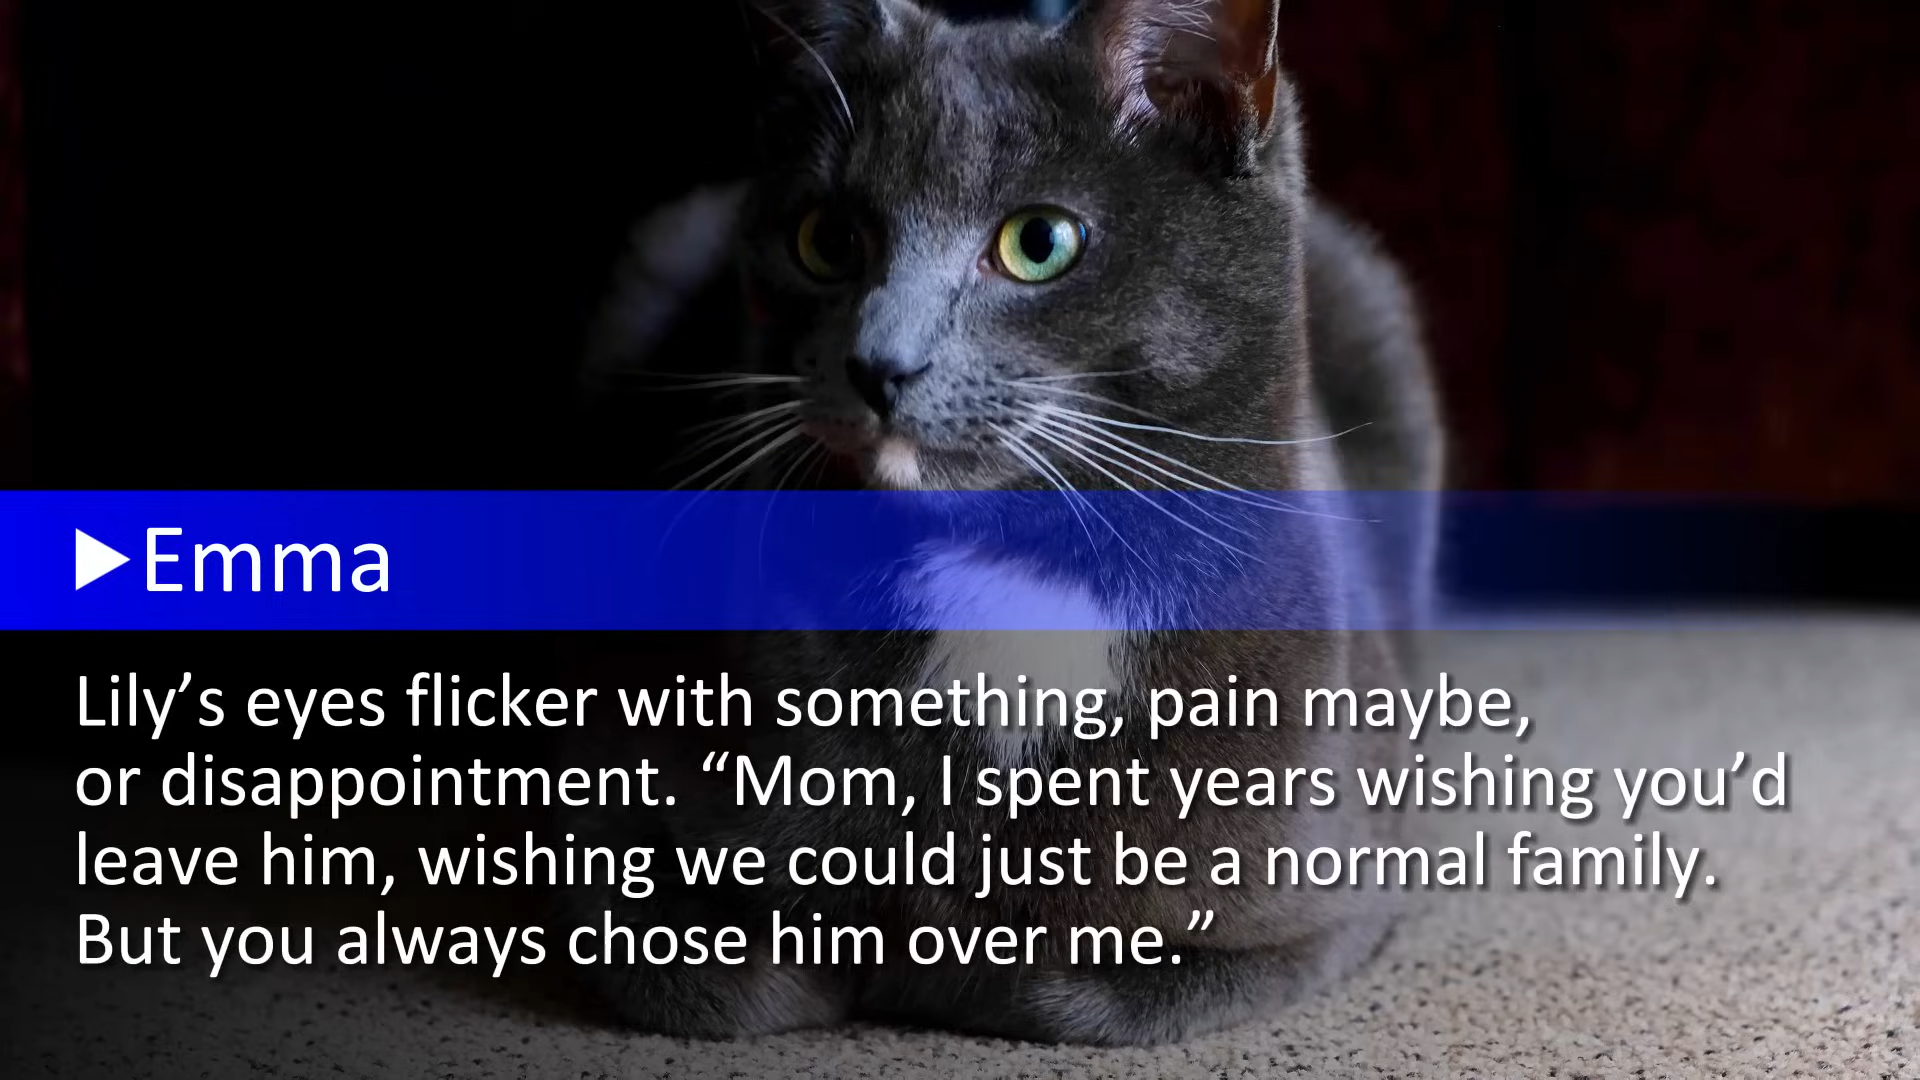 Emma
Lily’s eyes flicker with something, pain maybe,
or disappointment. “Mom, I spent years wishing you’d
leave him, wishing we could just be a normal family.
But you always chose him over me.”